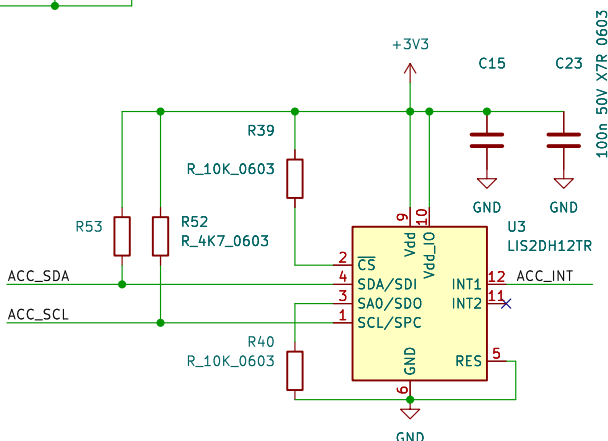 +3V3
C15
C23
100n 50V X7R 0603
R39
R_10K_0603
R53
R52
R_4K7_0603
9
10
U3
LIS2DH12TR
Vdd
Vdd_IO
2
CS
ACC_SDA
4
SDA/SDI
INT1
12
ACC_INT
3
SA0/SDO
INT2
11
ACC_SCL
1
SCL/SPC
R40
R_10K_0603
GND
RES
5
6
GND
GND
GND